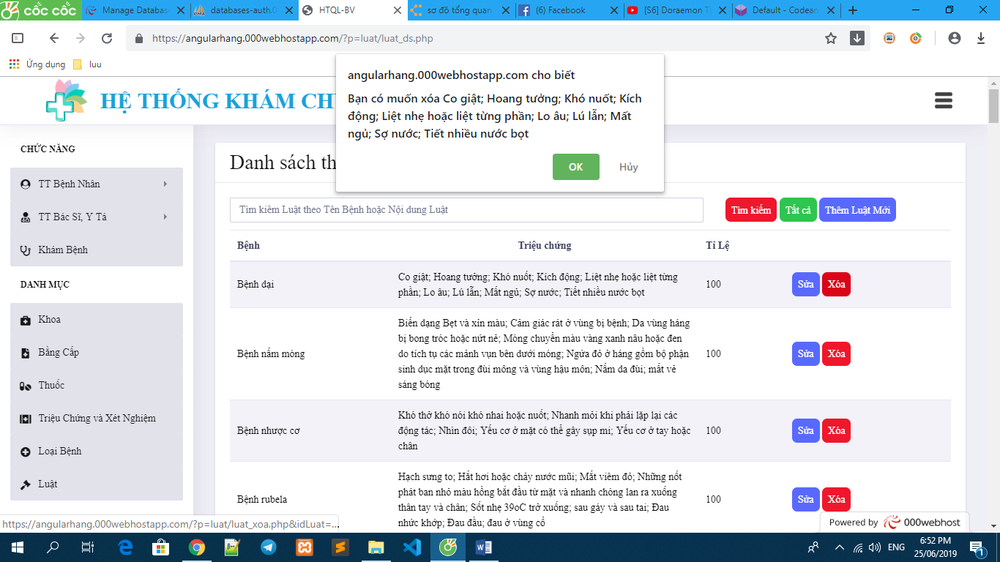 cốc cốc
Manage Databas
databases-auth.0
HTQL-BV
sơ đồ tổng quan
(6) Facebook
[S6] Doraemon T
Default - Codean
https://angularhang.000webhostapp.com/?p=luat/luat_ds.php
Ứng dụng
luu
angularhang.000webhostapp.com cho biết
Bạn có muốn xóa Co giật; Hoang tưởng; Khó nuốt; Kích
động; Liệt nhẹ hoặc liệt từng phần; Lo âu; Lú lẫn; Mất
ngủ; Sợ nước; Tiết nhiều nước bọt
OK
Hủy
HỆ THỐNG KHÁM CH
CHỨC NĂNG
TT Bệnh Nhân
TT Bác Sĩ, Y Tá
Khám Bệnh
DANH MỤC
Khoa
Bằng Cấp
Thuốc
Triệu Chứng và Xét Nghiệm
Loại Bệnh
Luật
Danh sách th
Tìm kiếm Luật theo Tên Bệnh hoặc Nội dung Luật
Tìm kiếm
Tất cả
Thêm Luật Mới
Bệnh
Triệu chứng
Tỉ Lệ
Bệnh dại
Co giật; Hoang tưởng; Khó nuốt; Kích động; Liệt nhẹ hoặc liệt từng
phần; Lo âu; Lú lẫn; Mất ngủ; Sợ nước; Tiết nhiều nước bọt
100
Sửa
Xóa
Bệnh nấm móng
Biến dạng Bẹt và xỉn màu; Cảm giác rát ở vùng bị bệnh; Da vùng háng
bị bong tróc hoặc nứt nẻ; Móng chuyển màu vàng xanh nâu hoặc đen
do tích tụ các mảnh vụn bên dưới móng; Ngứa đỏ ở háng gồm bộ phận
sinh dục mặt trong đùi mông và vùng hậu môn; Nấm da đùi; mất vẻ
sáng bóng
100
Sửa
Xóa
Bệnh nhược cơ
Khó thở khó nói khó nhai hoặc nuốt; Nhanh mỏi khi phải lặp lại các
động tác; Nhìn đôi; Yếu cơ ở mặt có thể gây sụp mi; Yếu cơ ở tay hoặc
chân
100
Sửa
Xóa
Bệnh rubela
Hạch sưng to; Hắt hơi hoặc chảy nước mũi; Mắt viêm đỏ; Những nốt
phát ban nhỏ màu hồng bắt đầu từ mặt và nhanh chóng lan ra xuống
thân tay và chân; Sốt nhẹ 39oC trở xuống; sau gáy và sau tai; Đau
nhức khớp; Đau đầu; đau ở vùng cổ
100
Sửa
Xóa
https://angularhang.000webhostapp.com/?p=luat/luat_xoa.php&idLuat=...
Powered by 000webhost
ENG
6:52 PM
25/06/2019
1